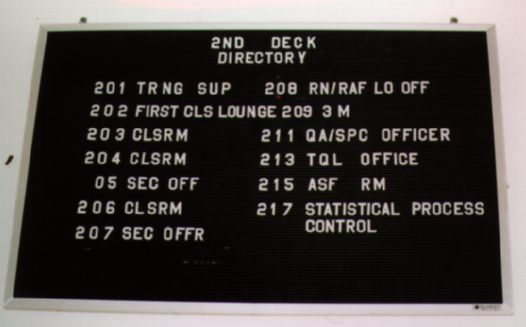 2ND DECK
DIRECTORY
201 TRNG SUP 208 RN/RAF LO OFF
202 FIRST CLS LOUNGE 209 3 M
203 CLSRM 211 QA/SPC OFFICER
204 CLSRM 213 TQL OFFICE
05 SEC OFF 215 ASF RM
206 CLSRM 217 STATISTICAL PROCESS
CONTROL
207 SEC OFFR